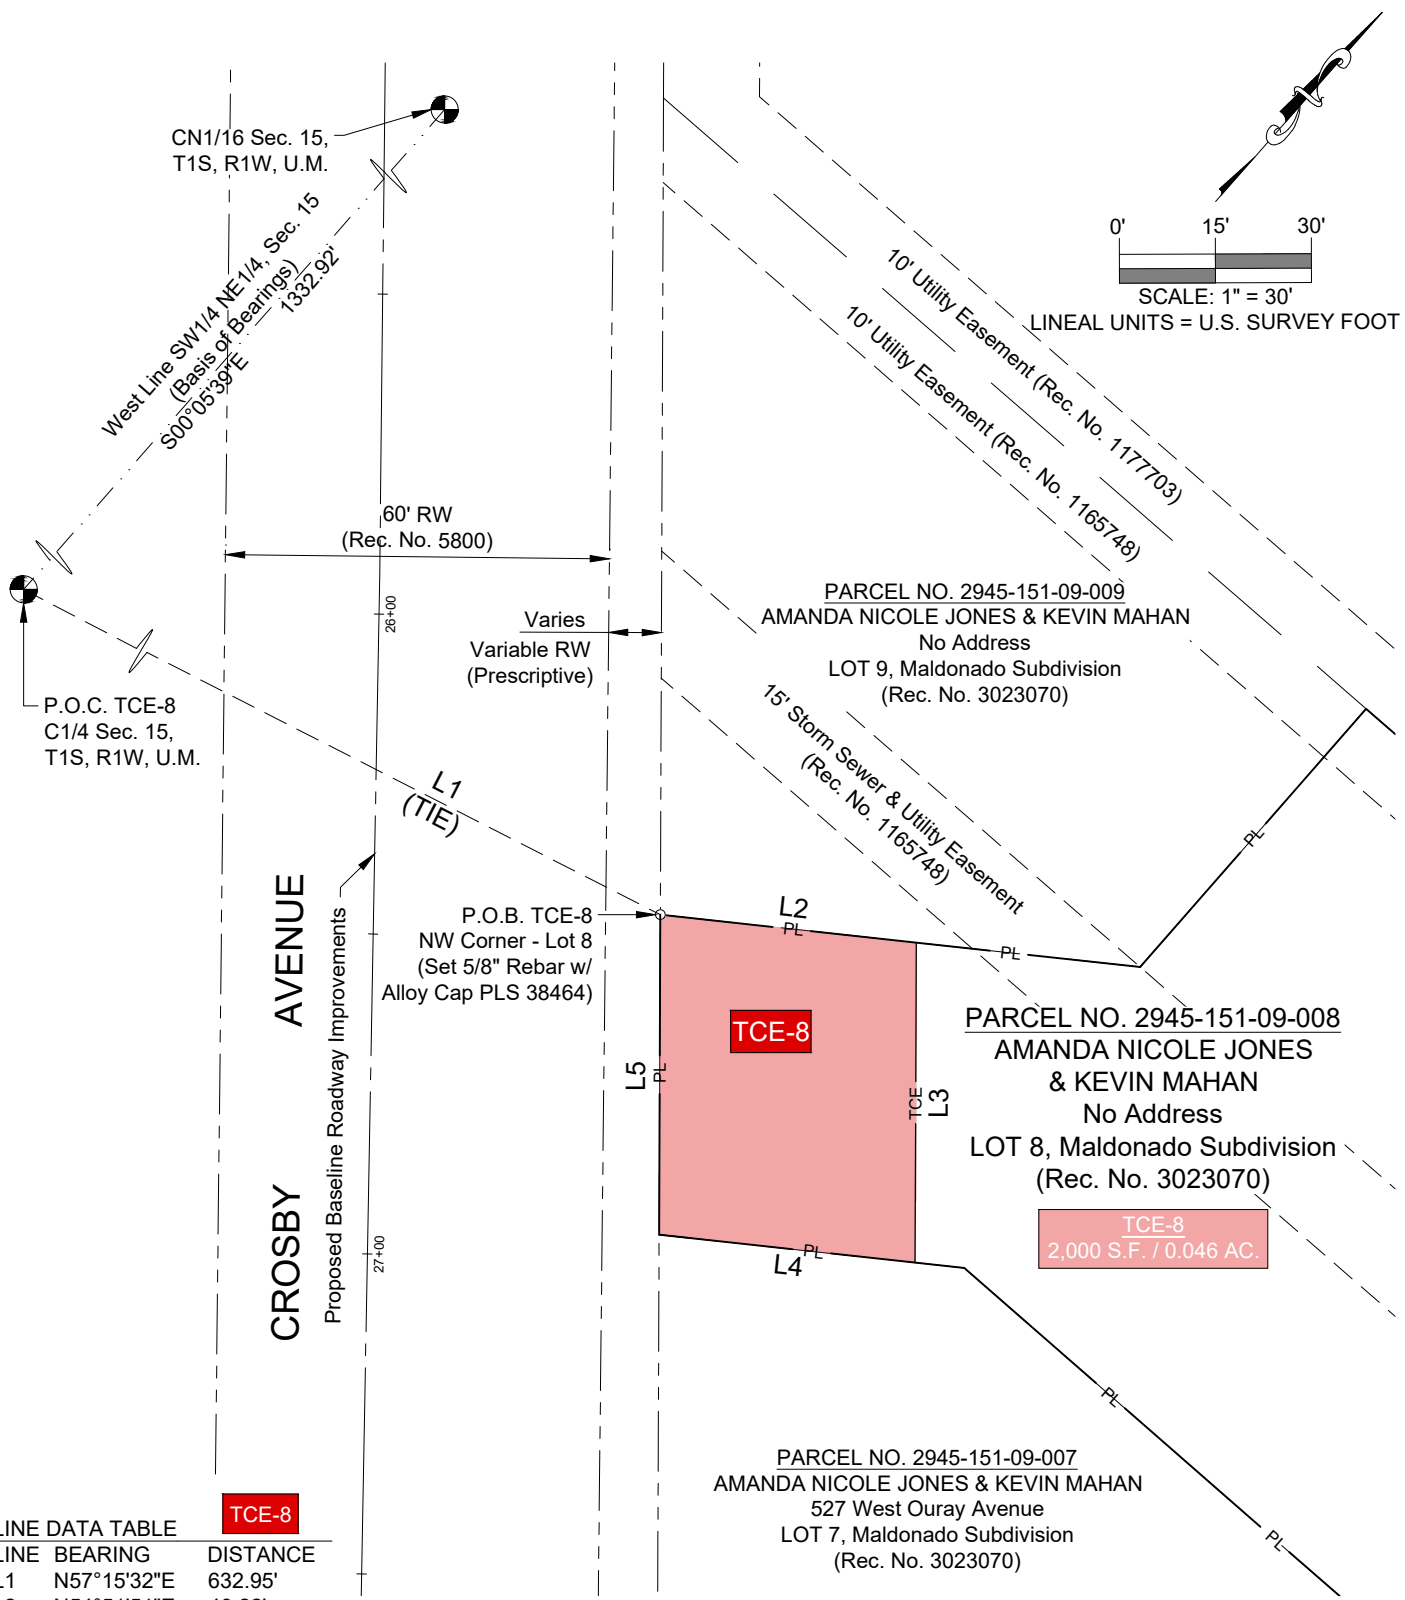 CN1/16 Sec. 15,
T1S, R1W, U.M.
West Line SW1/4 NE1/4, Sec. 15
(Basis of Bearings)
S00°05'39"E 1332.92'
0' 15' 30'
SCALE: 1" = 30'
LINEAL UNITS = U.S. SURVEY FOOT
10' Utility Easement (Rec. No. 1177703)
10' Utility Easement (Rec. No. 1165748)
60' RW
(Rec. No. 5800)
26+00
Varies
Variable RW
(Prescriptive)
PARCEL NO. 2945-151-09-009
AMANDA NICOLE JONES & KEVIN MAHAN
No Address
LOT 9, Maldonado Subdivision
(Rec. No. 3023070)
P.O.C. TCE-8
C1/4 Sec. 15,
T1S, R1W, U.M.
L1
(TIE)
15' Storm Sewer & Utility Easement
(Rec. No. 1165748)
PL
CROSBY AVENUE
Proposed Baseline Roadway Improvements
P.O.B. TCE-8
NW Corner - Lot 8
(Set 5/8" Rebar w/
Alloy Cap PLS 38464)
L2
PL
PL
TCE-8
L5
PL
TCE
L3
PARCEL NO. 2945-151-09-008
AMANDA NICOLE JONES
& KEVIN MAHAN
No Address
LOT 8, Maldonado Subdivision
(Rec. No. 3023070)
TCE-8
2,000 S.F. / 0.046 AC.
PL
L4
27+00
PL
PARCEL NO. 2945-151-09-007
AMANDA NICOLE JONES & KEVIN MAHAN
527 West Ouray Avenue
LOT 7, Maldonado Subdivision
(Rec. No. 3023070)
PL
TCE-8
LINE DATA TABLE
LINE BEARING DISTANCE
L1 N57°15'32"E 632.95'